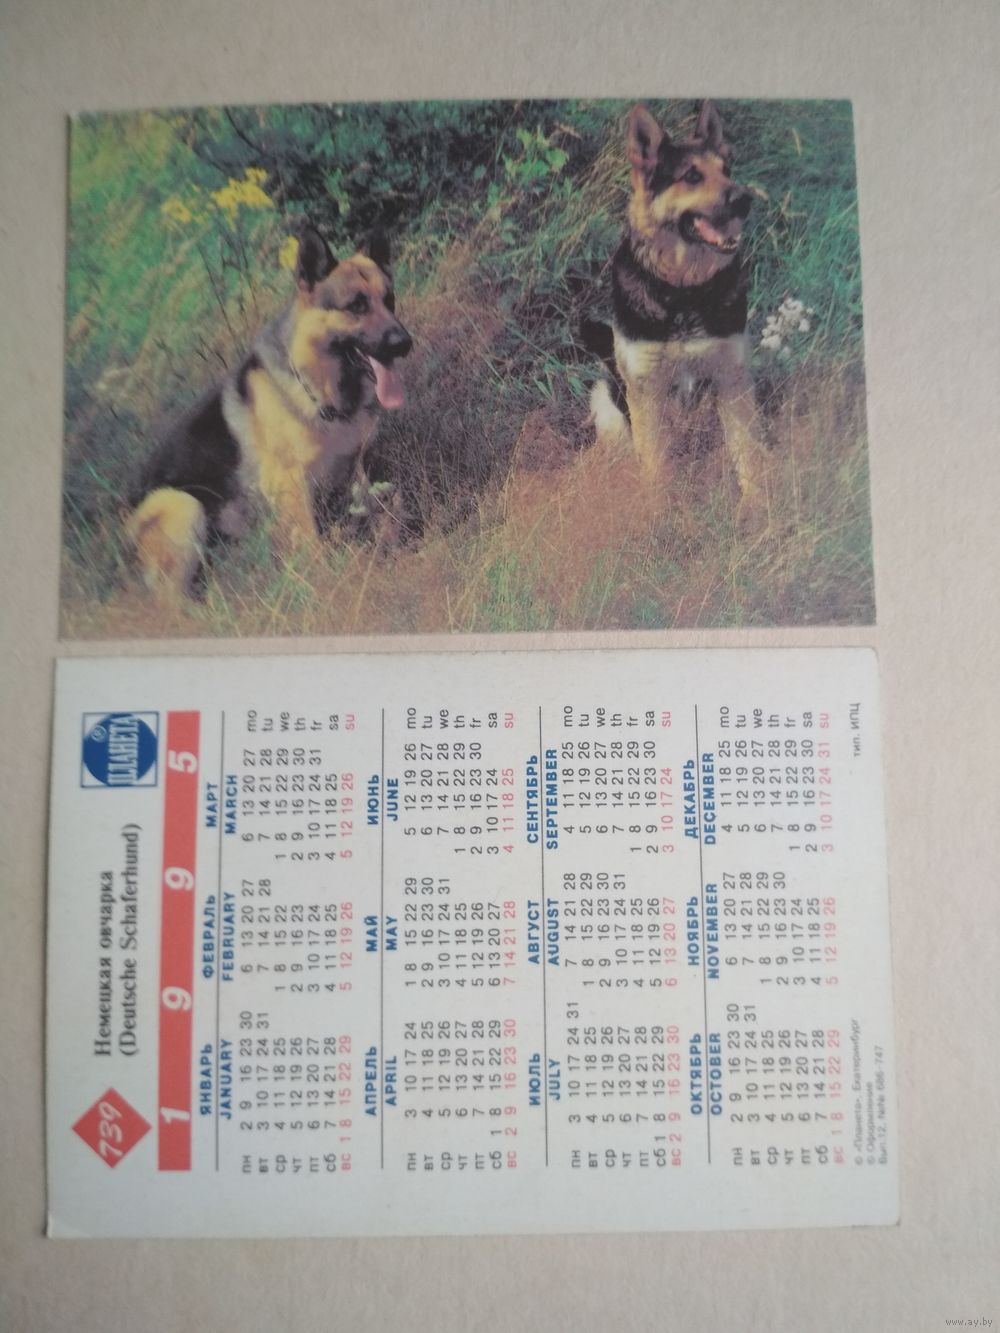 739
Немецкая овчарка
(Deutsche Schaferhund)
ПЛАНЕТА
®
1 9 9 5
ЯНВАРЬ ФЕВРАЛЬ МАРТ
JANUARY FEBRUARY MARCH
пн 2 9 16 23 30 6 13 20 27 6 13 20 27 mo
вт 3 10 17 24 31 7 14 21 28 7 14 21 28 tu
ср 4 11 18 25 1 8 15 22 1 8 15 22 29 we
чт 5 12 19 26 2 9 16 23 2 9 16 23 30 th
пт 6 13 20 27 3 10 17 24 3 10 17 24 31 fr
сб 7 14 21 28 4 11 18 25 4 11 18 25 sa
вс 1 8 15 22 29 5 12 19 26 5 12 19 26 su
АПРЕЛЬ МАЙ ИЮНЬ
APRIL MAY JUNE
пн 3 10 17 24 1 8 15 22 29 5 12 19 26 mo
вт 4 11 18 25 2 9 16 23 30 6 13 20 27 tu
ср 5 12 19 26 3 10 17 24 31 7 14 21 28 we
чт 6 13 20 27 4 11 18 25 1 8 15 22 29 th
пт 7 14 21 28 5 12 19 26 2 9 16 23 30 fr
сб 1 8 15 22 29 6 13 20 27 3 10 17 24 sa
вс 2 9 16 23 30 7 14 21 28 4 11 18 25 su
ИЮЛЬ АВГУСТ СЕНТЯБРЬ
JULY AUGUST SEPTEMBER
пн 3 10 17 24 31 7 14 21 28 4 11 18 25 mo
вт 4 11 18 25 1 8 15 22 29 5 12 19 26 tu
ср 5 12 19 26 2 9 16 23 30 6 13 20 27 we
чт 6 13 20 27 3 10 17 24 31 7 14 21 28 th
пт 7 14 21 28 4 11 18 25 1 8 15 22 29 fr
сб 1 8 15 22 29 5 12 19 26 2 9 16 23 30 sa
вс 2 9 16 23 30 6 13 20 27 3 10 17 24 su
ОКТЯБРЬ НОЯБРЬ ДЕКАБРЬ
OCTOBER NOVEMBER DECEMBER
пн 2 9 16 23 30 6 13 20 27 4 11 18 25 mo
вт 3 10 17 24 31 7 14 21 28 5 12 19 26 tu
ср 4 11 18 25 1 8 15 22 29 6 13 20 27 we
чт 5 12 19 26 2 9 16 23 30 7 14 21 28 th
пт 6 13 20 27 3 10 17 24 1 8 15 22 29 fr
сб 7 14 21 28 4 11 18 25 2 9 16 23 30 sa
вс 1 8 15 22 29 5 12 19 26 3 10 17 24 31 su
© «Планета», Екатеринбург
© Оформление
Вып.12, №№ 686-747
тип. ИПЦ
www.ay.by